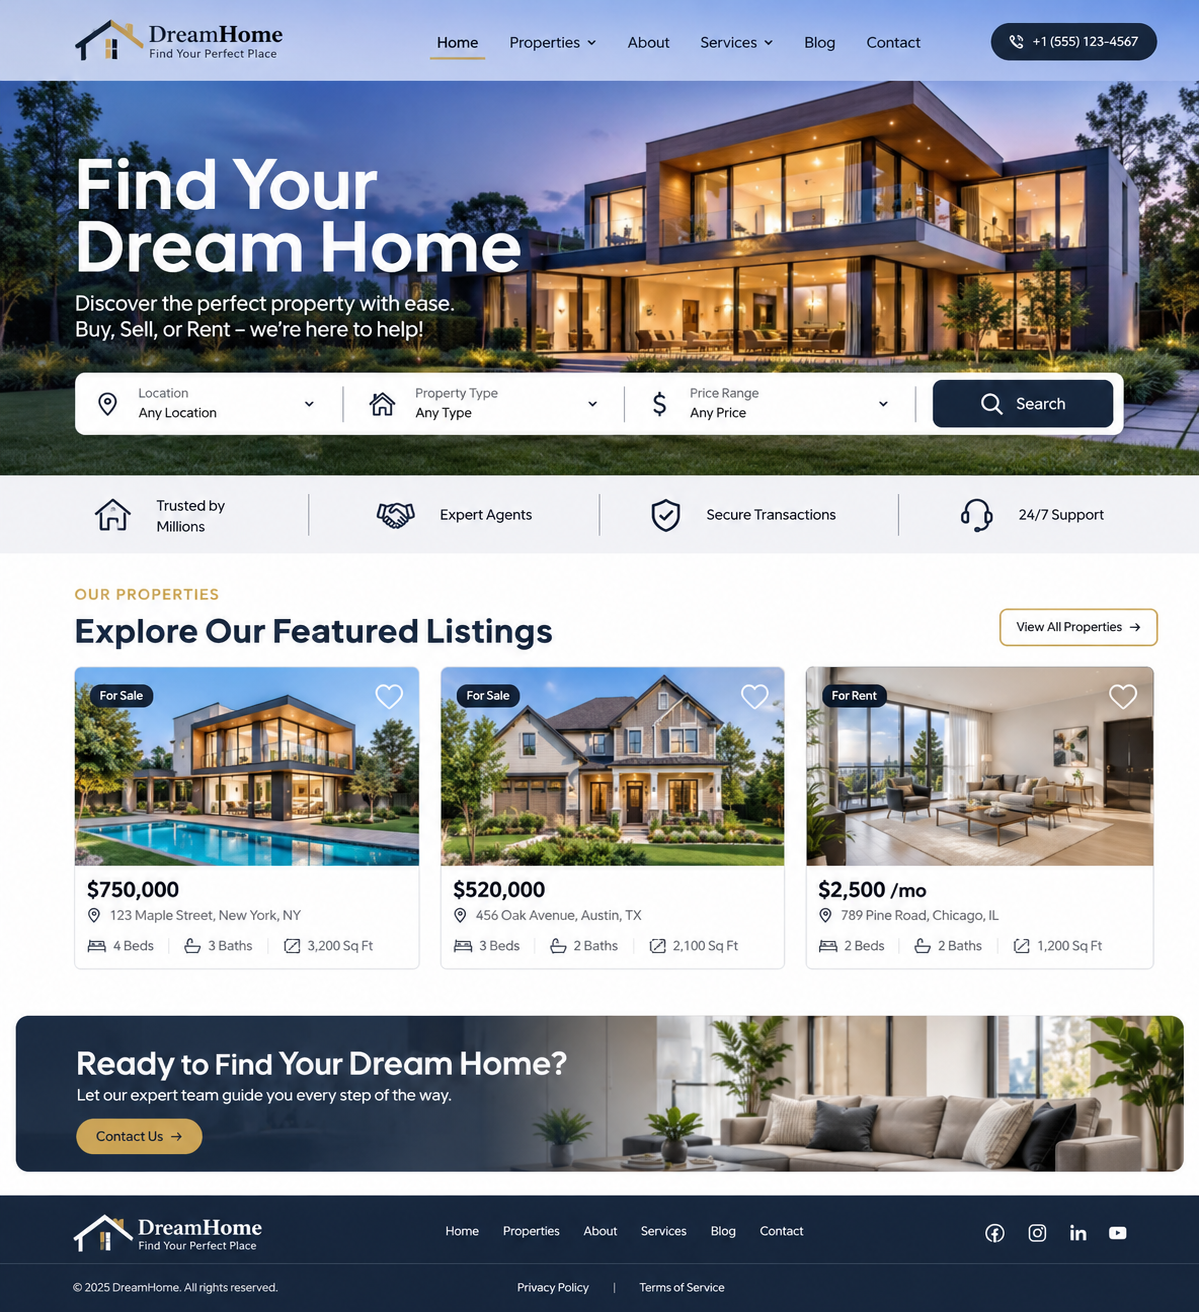 DreamHome
Find Your Perfect Place
Home
Properties
About
Services
Blog
Contact
+1 (555) 123-4567
Find Your
Dream Home
Discover the perfect property with ease.
Buy, Sell, or Rent – we're here to help!
Location
Any Location
Property Type
Any Type
Price Range
Any Price
Search
Trusted by
Millions
Expert Agents
Secure Transactions
24/7 Support
OUR PROPERTIES
Explore Our Featured Listings
View All Properties →
For Sale
$750,000
123 Maple Street, New York, NY
4 Beds
3 Baths
3,200 Sq Ft
For Sale
$520,000
456 Oak Avenue, Austin, TX
3 Beds
2 Baths
2,100 Sq Ft
For Rent
$2,500 /mo
789 Pine Road, Chicago, IL
2 Beds
2 Baths
1,200 Sq Ft
Ready to Find Your Dream Home?
Let our expert team guide you every step of the way.
Contact Us →
DreamHome
Find Your Perfect Place
Home
Properties
About
Services
Blog
Contact
© 2025 DreamHome. All rights reserved.
Privacy Policy | Terms of Service